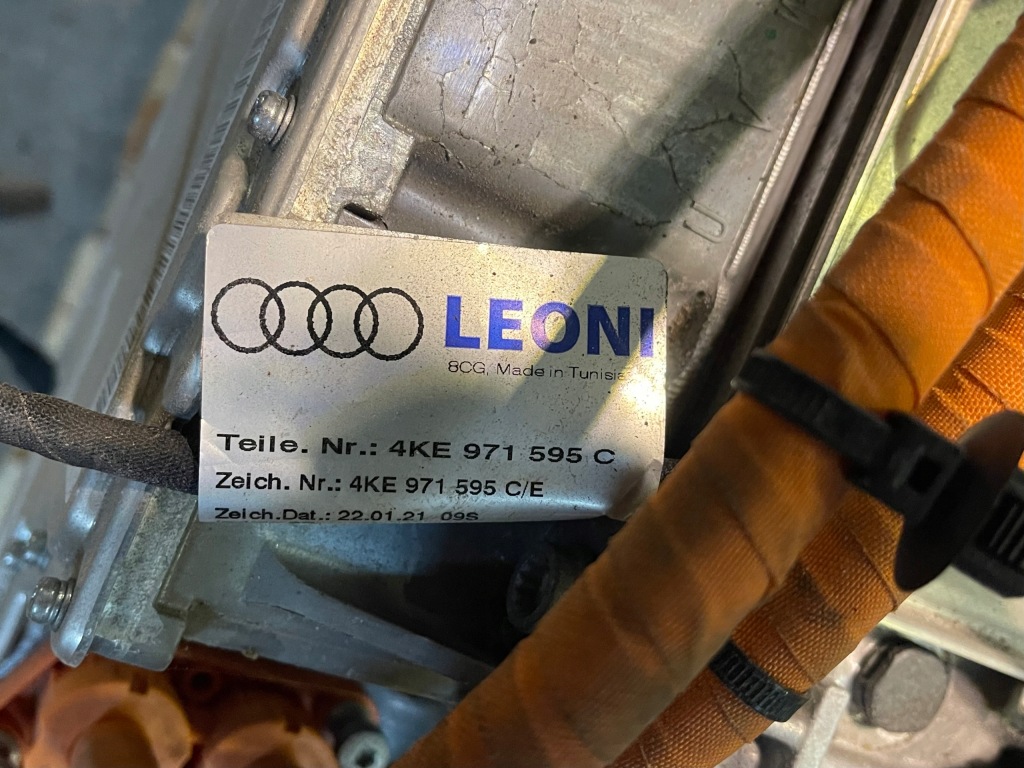 LEONI
8CG, Made in Tunisia
Teile. Nr.: 4KE 971 595 C
Zeich. Nr.: 4KE 971 595 C/E
Zeich.Dat.: 22.01.21 09S